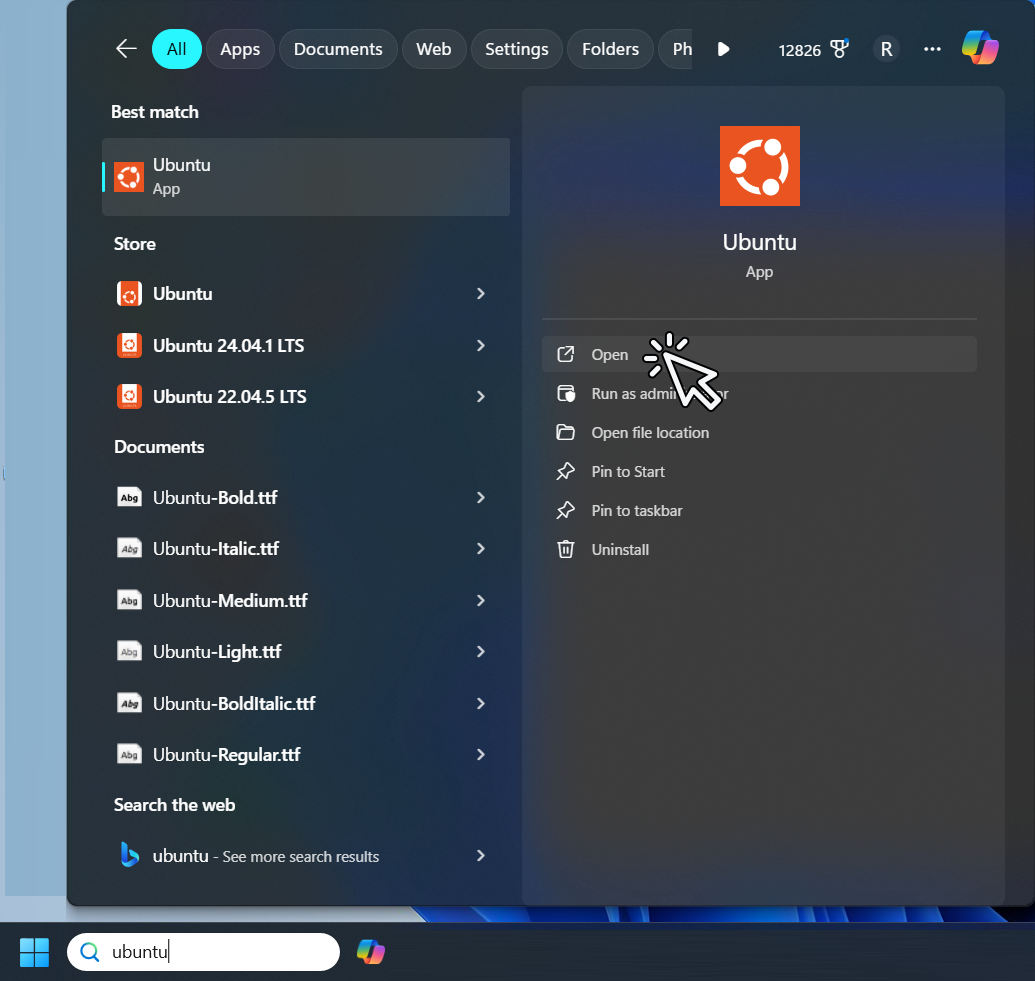 All Apps Documents Web Settings Folders Ph 12826 R
Best match
Ubuntu
App
Store
Ubuntu
Ubuntu 24.04.1 LTS
Ubuntu 22.04.5 LTS
Documents
Abg Ubuntu-Bold.ttf
Abg Ubuntu-Italic.ttf
Abg Ubuntu-Medium.ttf
Abg Ubuntu-Light.ttf
Abg Ubuntu-BoldItalic.ttf
Abg Ubuntu-Regular.ttf
Search the web
ubuntu - See more search results
Ubuntu
App
Open
Run as admi
Open file location
Pin to Start
Pin to taskbar
Uninstall
ubuntu